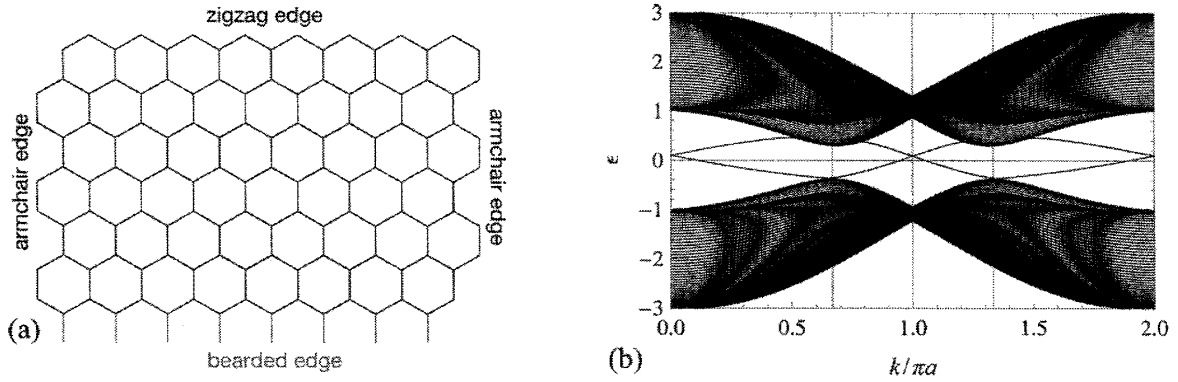 zigzag edge
armchair edge
armchair edge
bearded edge
(a)
3
2
1
0
−1
−2
−3
ε
0.0
0.5
1.0
1.5
2.0
k/πa
(b)